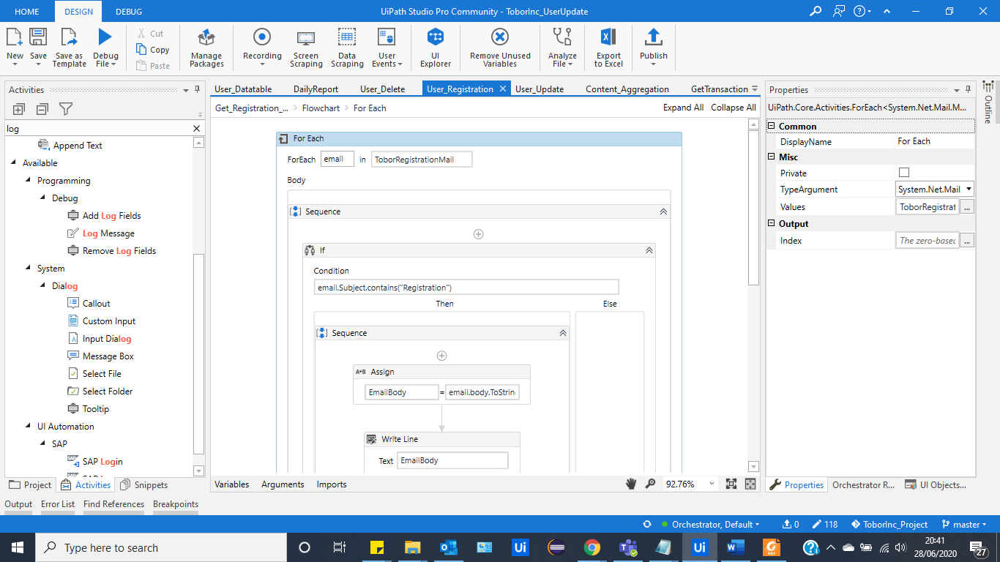 HOME DESIGN DEBUG UiPath Studio Pro Community - ToborInc_UserUpdate
New Save Save as Template Debug File Cut Copy Paste Manage Packages Recording Screen Scraping Data Scraping User Events UI Explorer Remove Unused Variables Analyze File Export to Excel Publish
Activities
log
Append Text
Available
Programming
Debug
Add Log Fields
Log Message
Remove Log Fields
System
Dialog
Callout
Custom Input
Input Dialog
Message Box
Select File
Select Folder
Tooltip
UI Automation
SAP
SAP Login
Project Activities Snippets
User_Datatable DailyReport User_Delete User_Registration User_Update Content_Aggregation GetTransaction
Get_Registration_... Flowchart For Each Expand All Collapse All
For Each
ForEach email in ToborRegistrationMail
Body
Sequence
If
Condition
email.Subject.contains("Registration")
Then Else
Sequence
A+B Assign
EmailBody = email.body.ToStrin
Write Line
Text EmailBody
Variables Arguments Imports 92.76%
Properties
UiPath.Core.Activities.ForEach<System.Net.Mail.M...
Common
DisplayName For Each
Misc
Private
TypeArgument System.Net.Mail
Values ToborRegistrat ...
Output
Index The zero-based ...
Properties Orchestrator R... UI Objects...
Outline
Output Error List Find References Breakpoints
Orchestrator, Default 0 118 ToborInc_Project master
Type here to search Ui Ui 20:41
28/06/2020 27